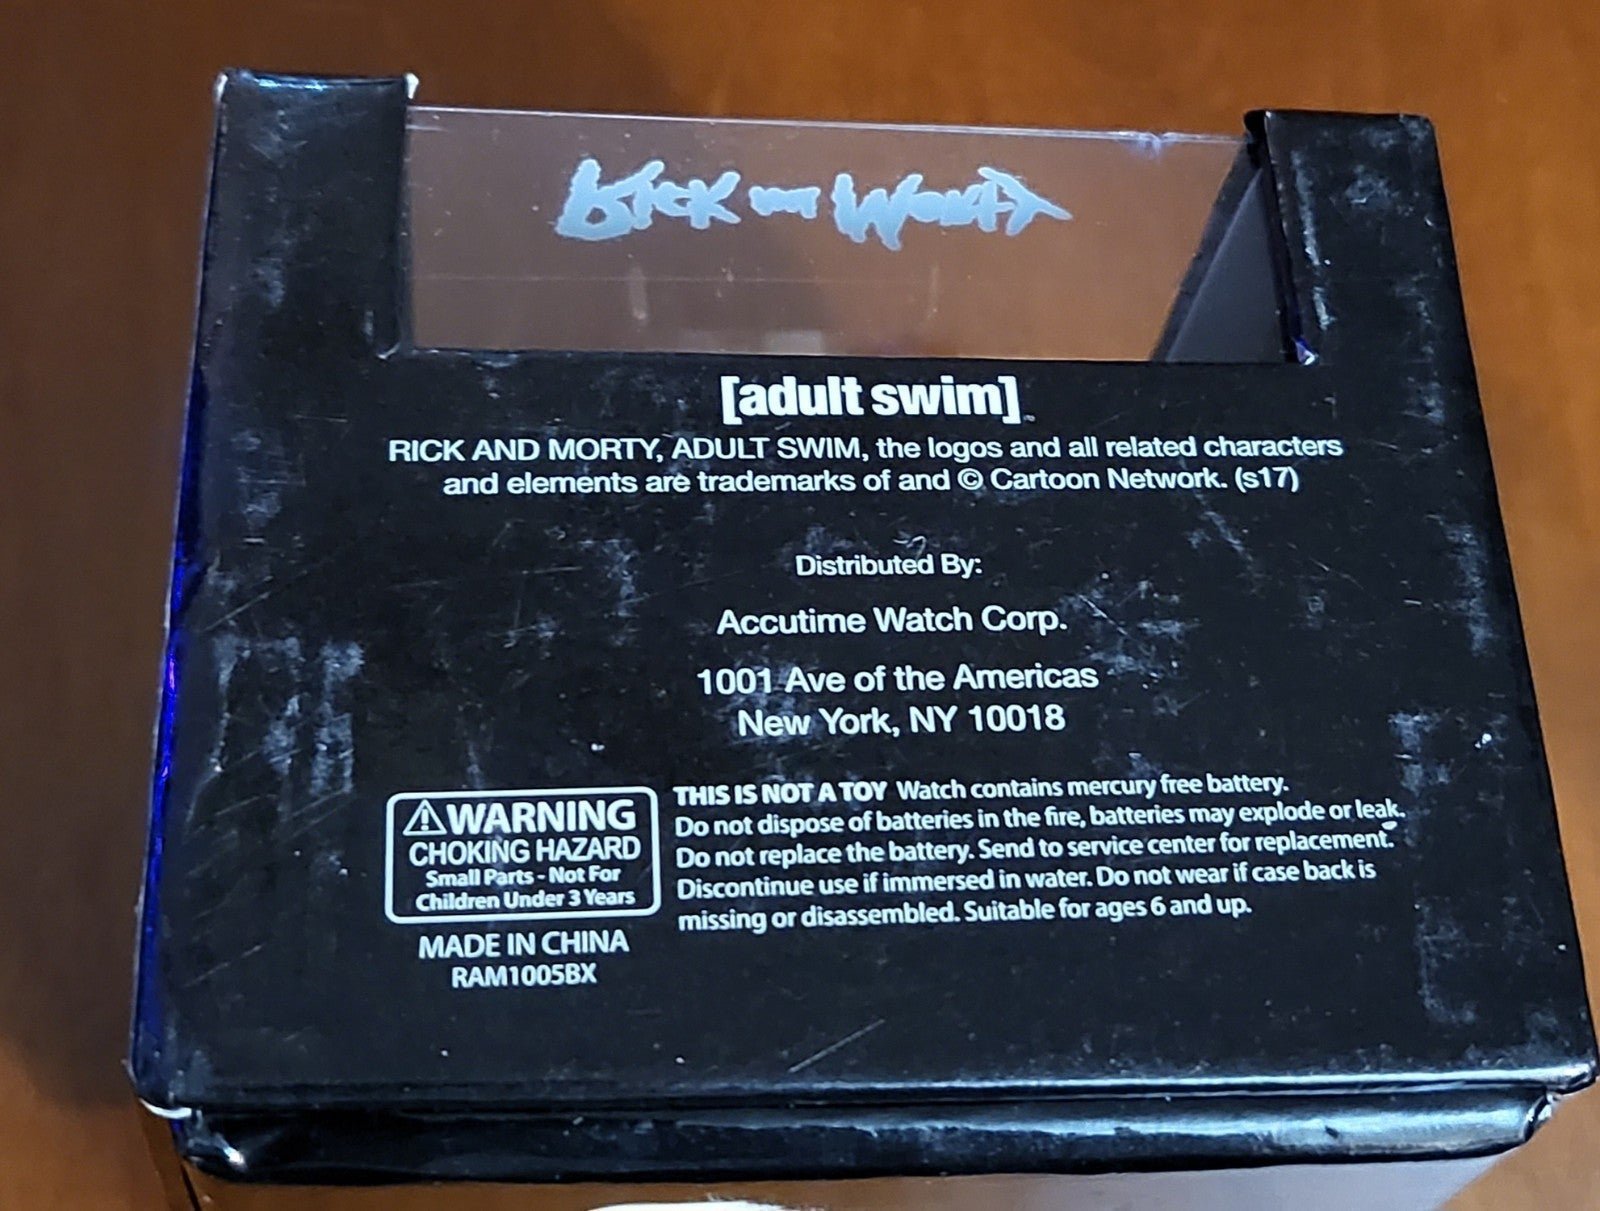 RICK AND MORTY
[adult swim]™
RICK AND MORTY, ADULT SWIM, the logos and all related characters
and elements are trademarks of and © Cartoon Network. (s17)
Distributed By:
Accutime Watch Corp.
1001 Ave of the Americas
New York, NY 10018
⚠WARNING
CHOKING HAZARD
Small Parts - Not For
Children Under 3 Years
MADE IN CHINA
RAM1005BX
THIS IS NOT A TOY Watch contains mercury free battery.
Do not dispose of batteries in the fire, batteries may explode or leak.
Do not replace the battery. Send to service center for replacement.
Discontinue use if immersed in water. Do not wear if case back is
missing or disassembled. Suitable for ages 6 and up.